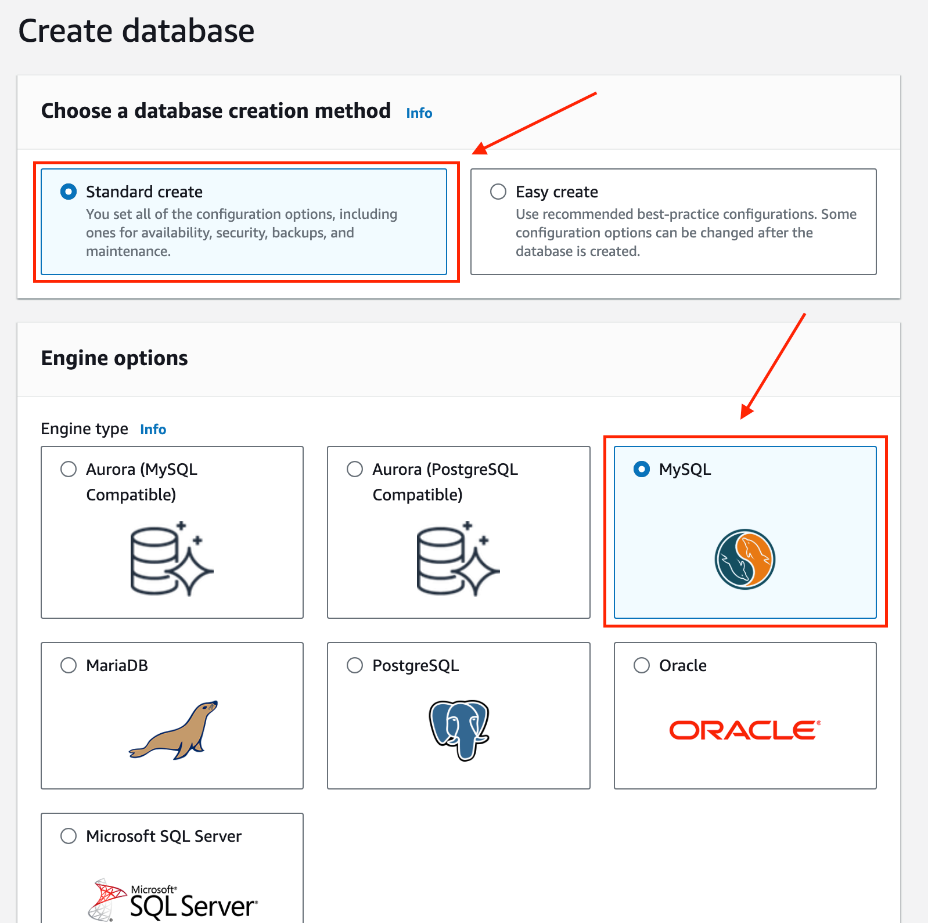 Create database
Choose a database creation method Info
Standard create
You set all of the configuration options, including
ones for availability, security, backups, and
maintenance.
Easy create
Use recommended best-practice configurations. Some
configuration options can be changed after the
database is created.
Engine options
Engine type Info
Aurora (MySQL
Compatible)
Aurora (PostgreSQL
Compatible)
MySQL
MariaDB
PostgreSQL
Oracle
ORACLE®
Microsoft SQL Server
Microsoft®
SQL Server®